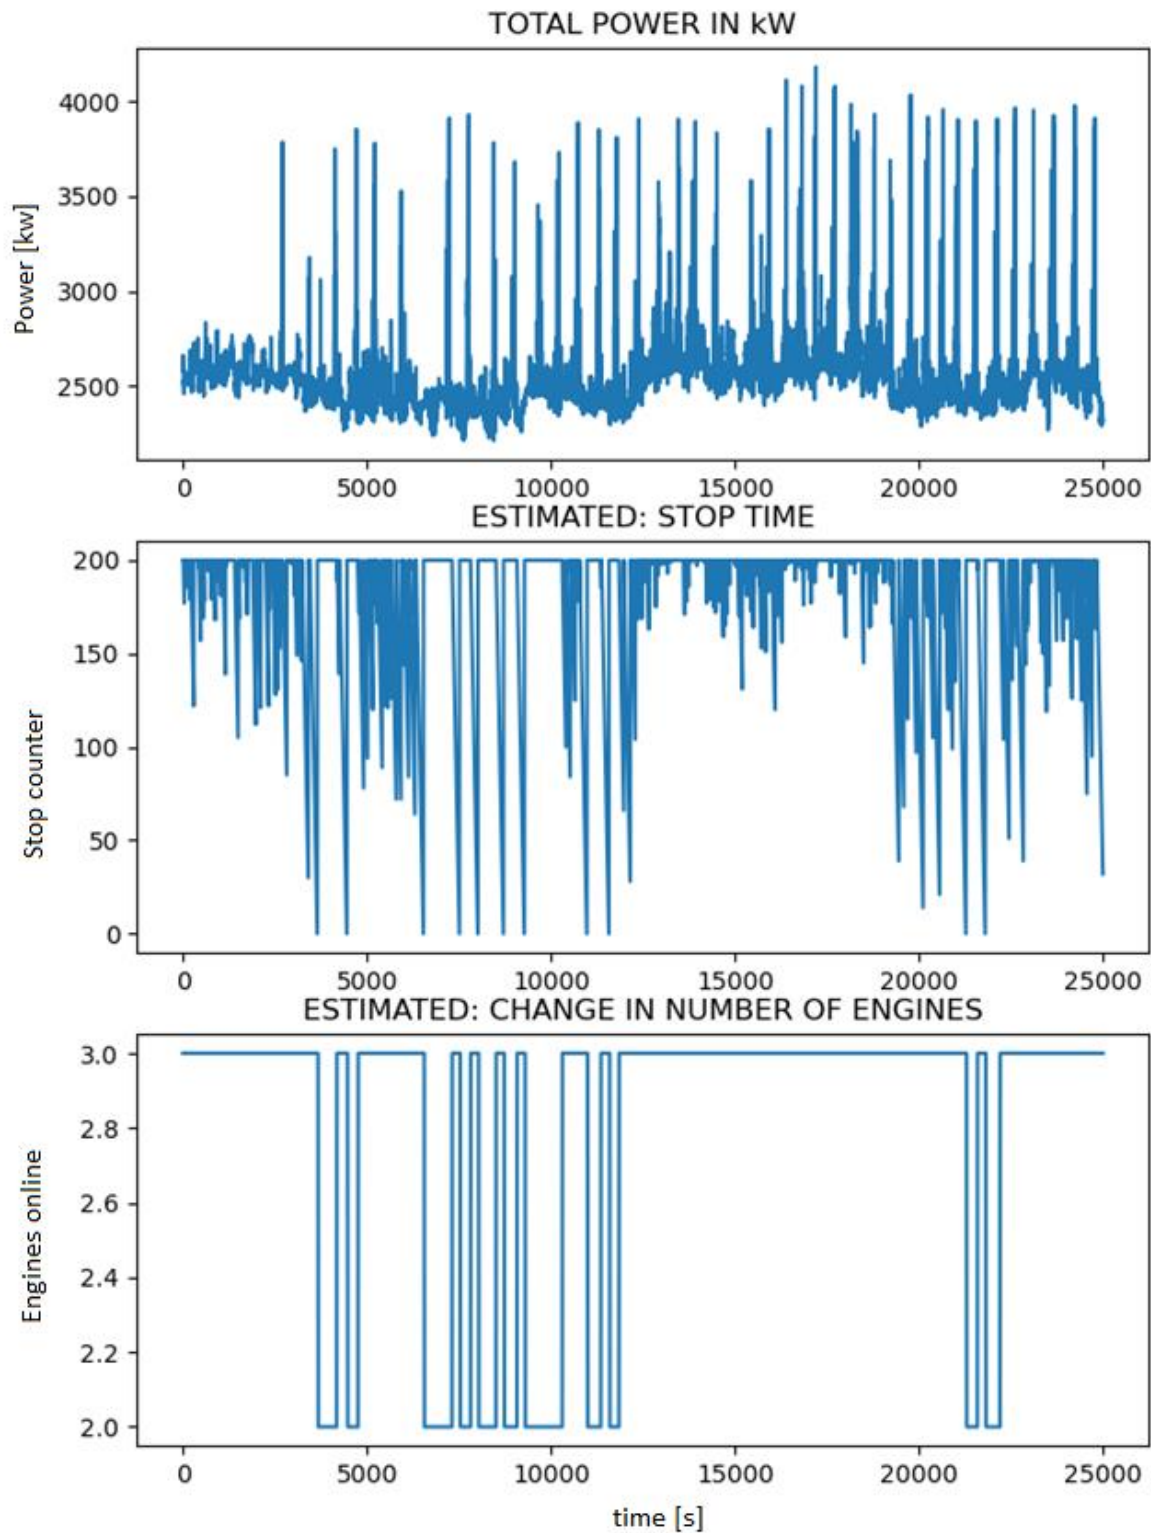 TOTAL POWER IN kW
Power [kw]
4000
3500
3000
2500
0 5000 10000 15000 20000 25000
ESTIMATED: STOP TIME
Stop counter
200
150
100
50
0
0 5000 10000 15000 20000 25000
ESTIMATED: CHANGE IN NUMBER OF ENGINES
Engines online
3.0
2.8
2.6
2.4
2.2
2.0
0 5000 10000 15000 20000 25000
time [s]